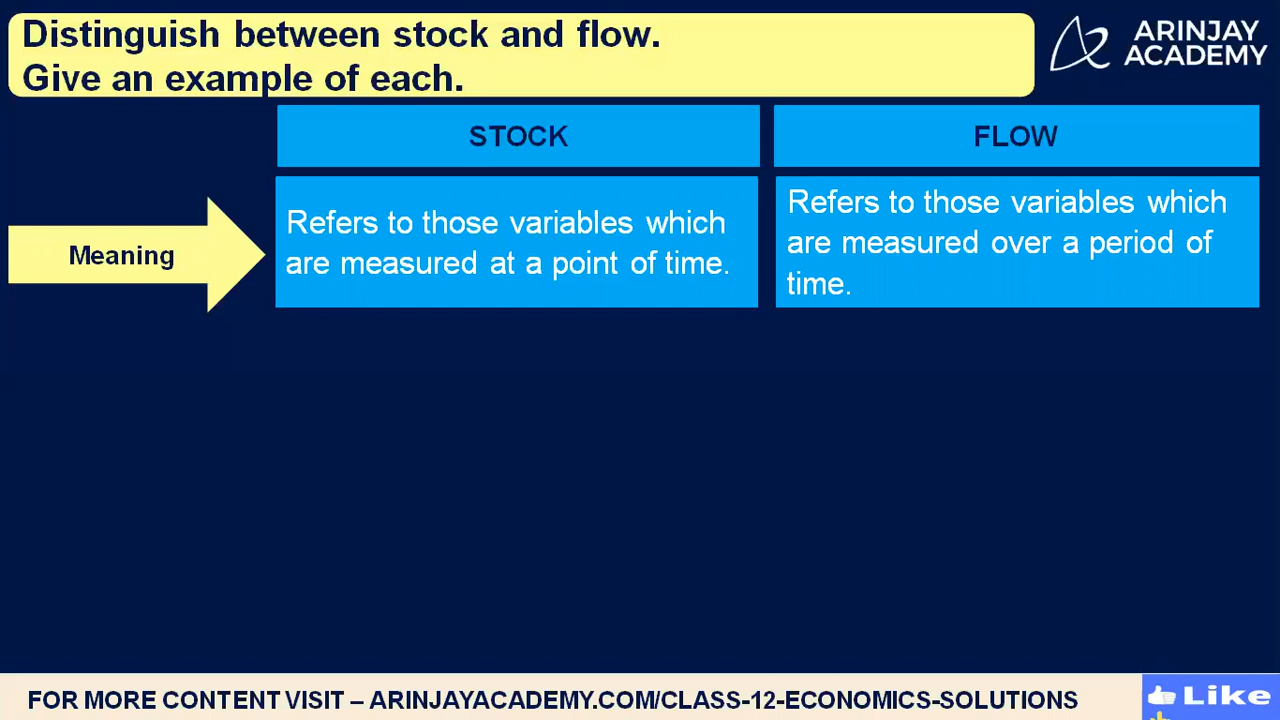 Distinguish between stock and flow.
Give an example of each.
ARINJAY
ACADEMY
STOCK
FLOW
Meaning
Refers to those variables which
are measured at a point of time.
Refers to those variables which
are measured over a period of
time.
FOR MORE CONTENT VISIT – ARINJAYACADEMY.COM/CLASS-12-ECONOMICS-SOLUTIONS
Like